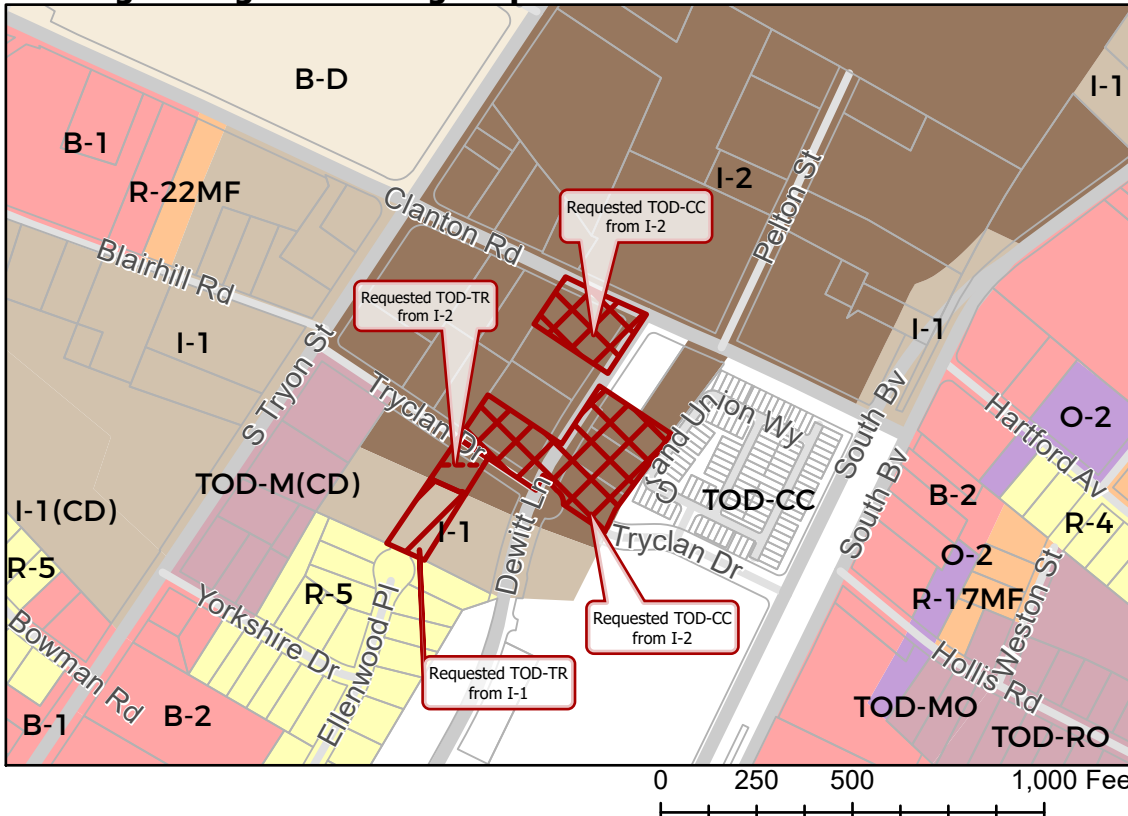 B-D
I-1
B-1
R-22MF
I-2
Pelton St
Clanton Rd
Requested TOD-CC
from I-2
Blairhill Rd
Requested TOD-TR
from I-2
I-1
I-1
S Tryon St
Tryclan Dr
Grand Union Wy
South Bv
Hartford Av
O-2
TOD-M(CD)
TOD-CC
B-2
I-1(CD)
I-1
Dewitt Ln
South Bv
R-4
R-5
Tryclan Dr
O-2
R-5
R-17MF
Weston St
Yorkshire Dr
Ellenwood Pl
Requested TOD-CC
from I-2
Bowman Rd
Hollis Rd
Requested TOD-TR
from I-1
B-1
B-2
TOD-MO
TOD-RO
0 250 500 1,000 Fee